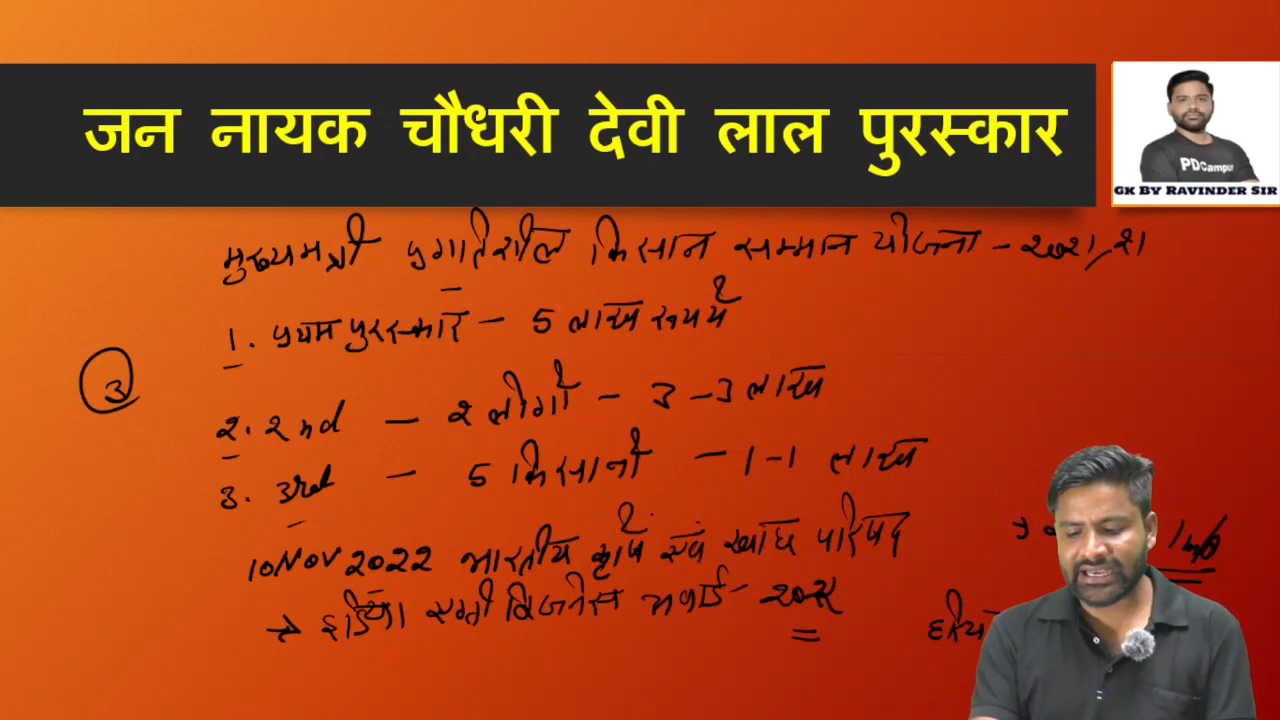 जन नायक चौधरी देवी लाल पुरस्कार
PDCampus
GK BY RAVINDER SIR
मुख्यमंत्री प्रगतिशील किसान सम्मान योजना - 2021,21
1. प्रथम पुरस्कार - 5 लाख रुपये
3
2. 2nd - 2 लोगों - 3-3 लाख
3. 3rd - 5 किसानों - 1-1 लाख
10 Nov 2022 भारतीय कृषि एवं खाद्य परिषद
→ इंडिया एग्री बिजनेस अवार्ड - 2022